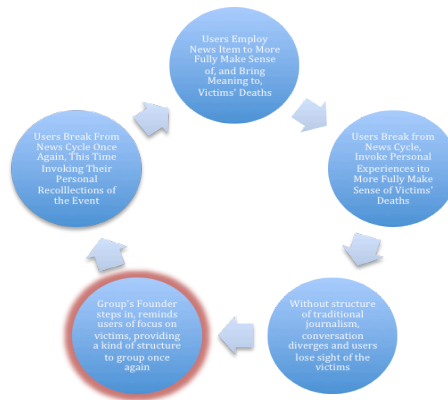 Users Employ
News Item to More
Fully Make Sense
of, and Bring
Meaning to,
Victims' Deaths
Users Break from
News Cycle,
Invoke Personal
Experiences ito
More Fully Make
Sense of Victims'
Deaths
Without structure
of traditional
journalism,
conversation
diverges and users
lose sight of the
victims
Group's Founder
steps in, reminds
users of focus on
victims, providing
a kind of structure
to group once
again
Users Break From
News Cycle Once
Again, This Time
Invoking Their
Personal
Recolllections of
the Event